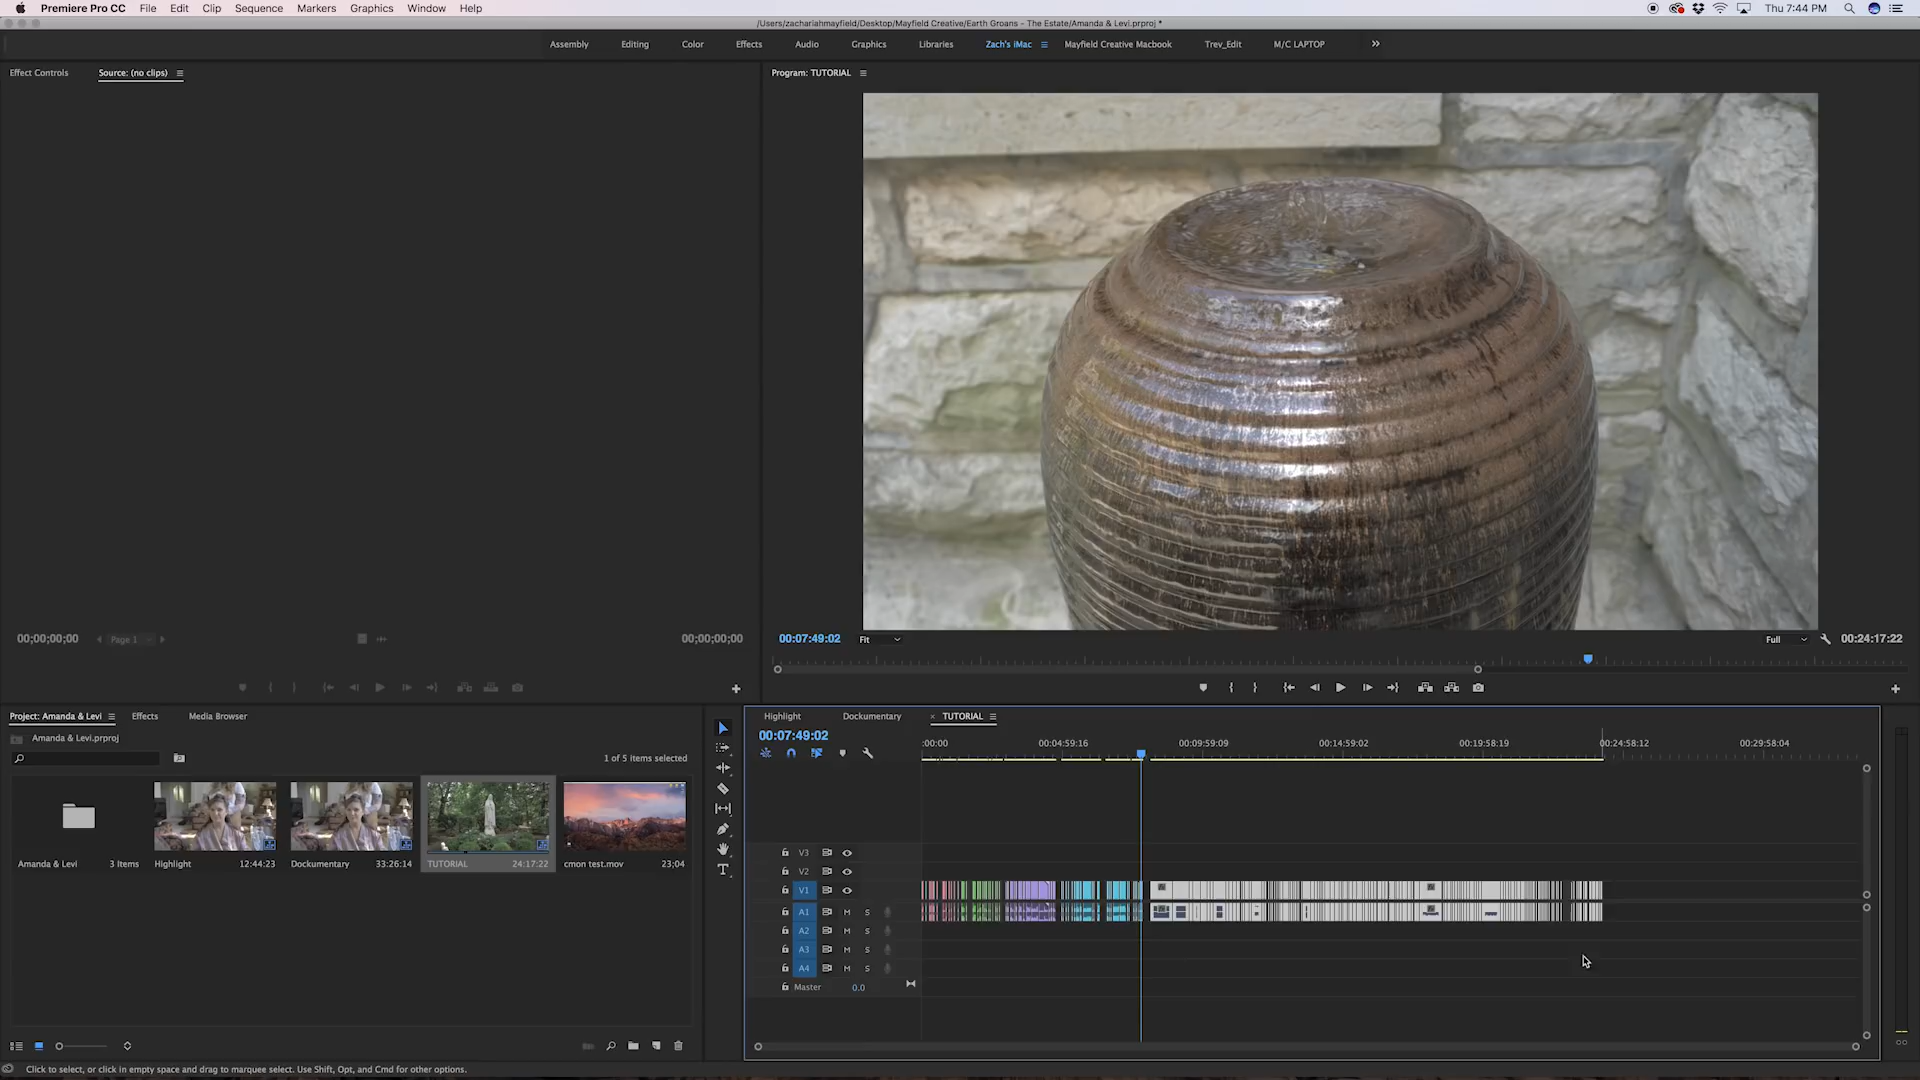 Premiere Pro CC File Edit Clip Sequence Markers Graphics Window Help Thu 7:44 PM
/Users/zachariahmayfield/Desktop/Mayfield Creative/Earth Groans - The Estate/Amanda & Levi.prproj *
Assembly Editing Color Effects Audio Graphics Libraries Zach's iMac Mayfield Creative Macbook Trev_Edit M/C LAPTOP
Effect Controls Source: (no clips) Program: TUTORIAL
00;00;00;00 Page 1 00;00;00;00 00:07:49:02 Fit Full 00:24:17:22
Project: Amanda & Levi Effects Media Browser Highlight Dockumentary TUTORIAL
Amanda & Levi.prproj 00:07:49:02
:00:00 00:04:59:16 00:09:59:09 00:14:59:02 00:19:58:19 00:24:58:12 00:29:58:04
1 of 5 items selected
V3
V2
V1
Amanda & Levi 3 Items Highlight 12:44:23 Dockumentary 33:26:14 TUTORIAL 24:17:22 cmon test.mov 23;04
A1 M S
A2 M S
A3 M S
A4 M S
Master 0.0
Click to select, or click in empty space and drag to marquee select. Use Shift, Opt, and Cmd for other options.